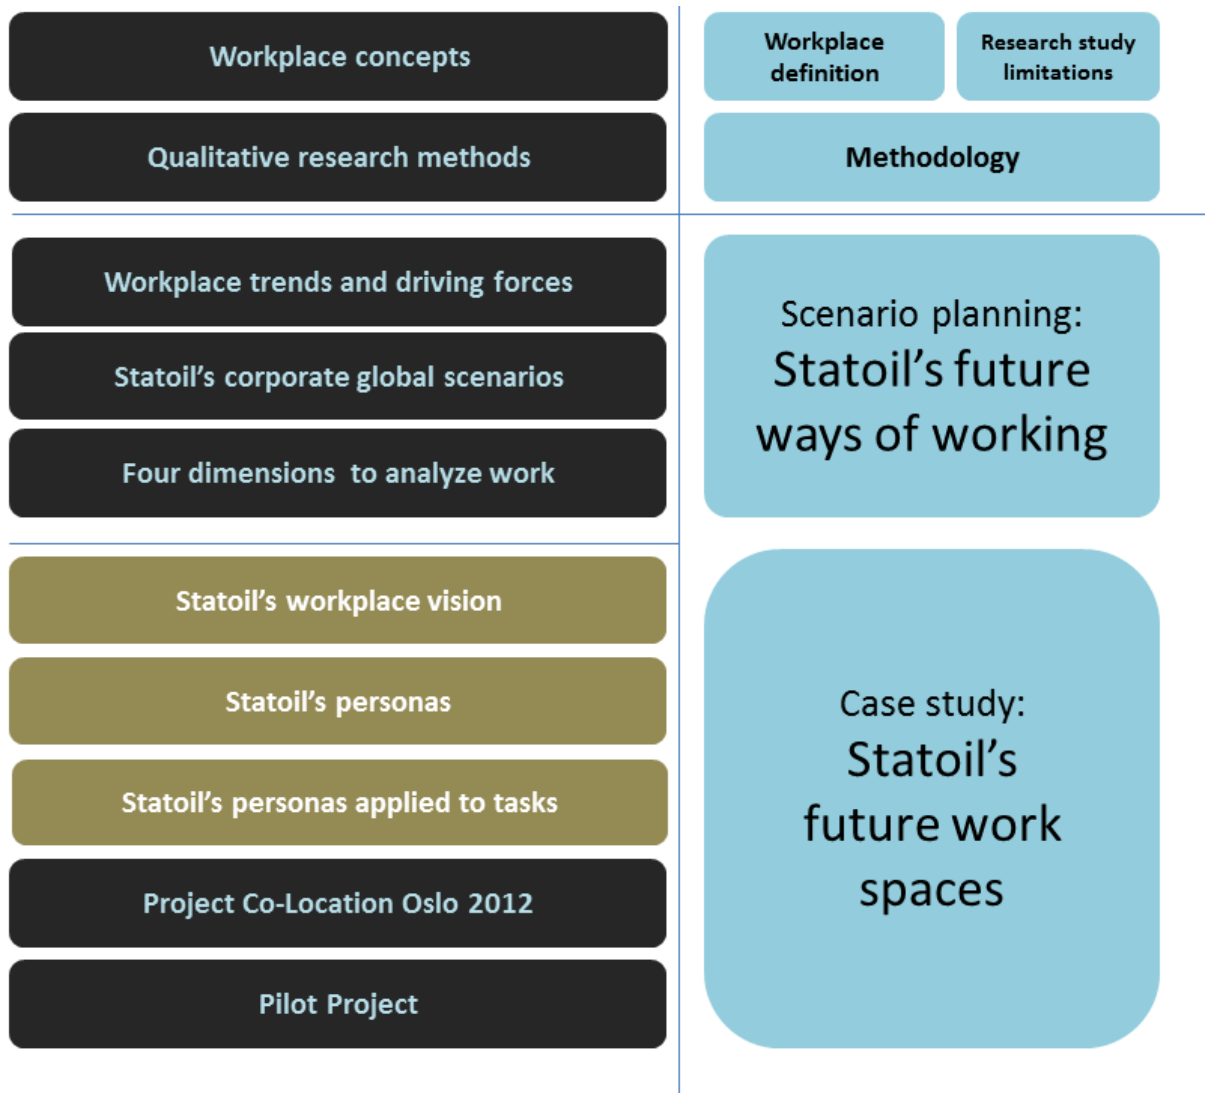 Workplace concepts
Workplace
definition
Research study
limitations
Qualitative research methods
Methodology
Workplace trends and driving forces
Statoil’s corporate global scenarios
Four dimensions  to analyze work
Scenario planning:
Statoil’s future
ways of working
Statoil’s workplace vision
Statoil’s personas
Statoil’s personas applied to tasks
Project Co-Location Oslo 2012
Pilot Project
Case study:
Statoil’s
future work
spaces